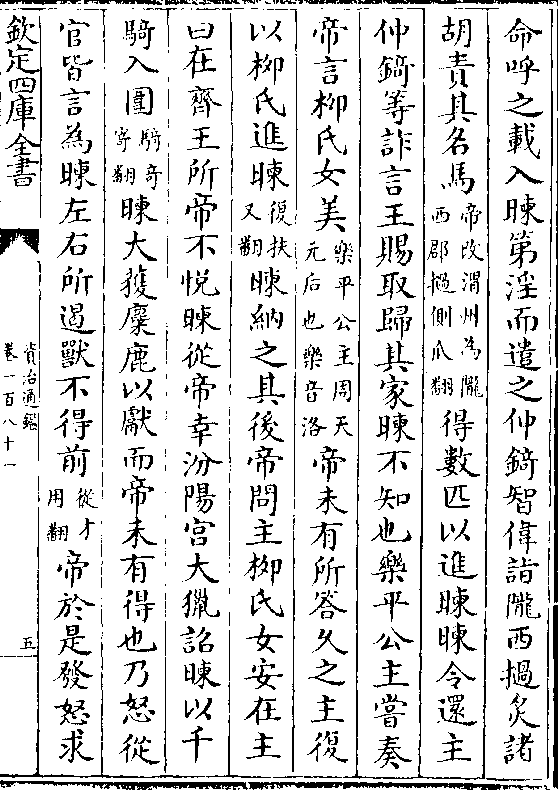 命呼之載入暕第淫而遣之仲錡智偉詣隴西撾炙諸
胡責其名馬帝改渭州為隴西郡撾側瓜翻得數匹以進暕暕令還主
仲錡等詐言王賜取歸其家暕不知也樂平公主嘗奏
帝言柳氏女美樂平公主周天元后也樂音洛帝未有所答久之主復
以柳氏進暕復扶又翻暕納之其後帝問主柳氏女安在主
曰在齊王所帝不悅暕從帝幸汾陽宮大獵詔暕以千
騎入圍騎奇寄翻暕大獲麋鹿以獻而帝未有得也乃怒從
官皆言為暕左右所遏獸不得前從才用翻帝於是發怒求
欽定四庫全書
資治通鑑
卷一百八十一
五